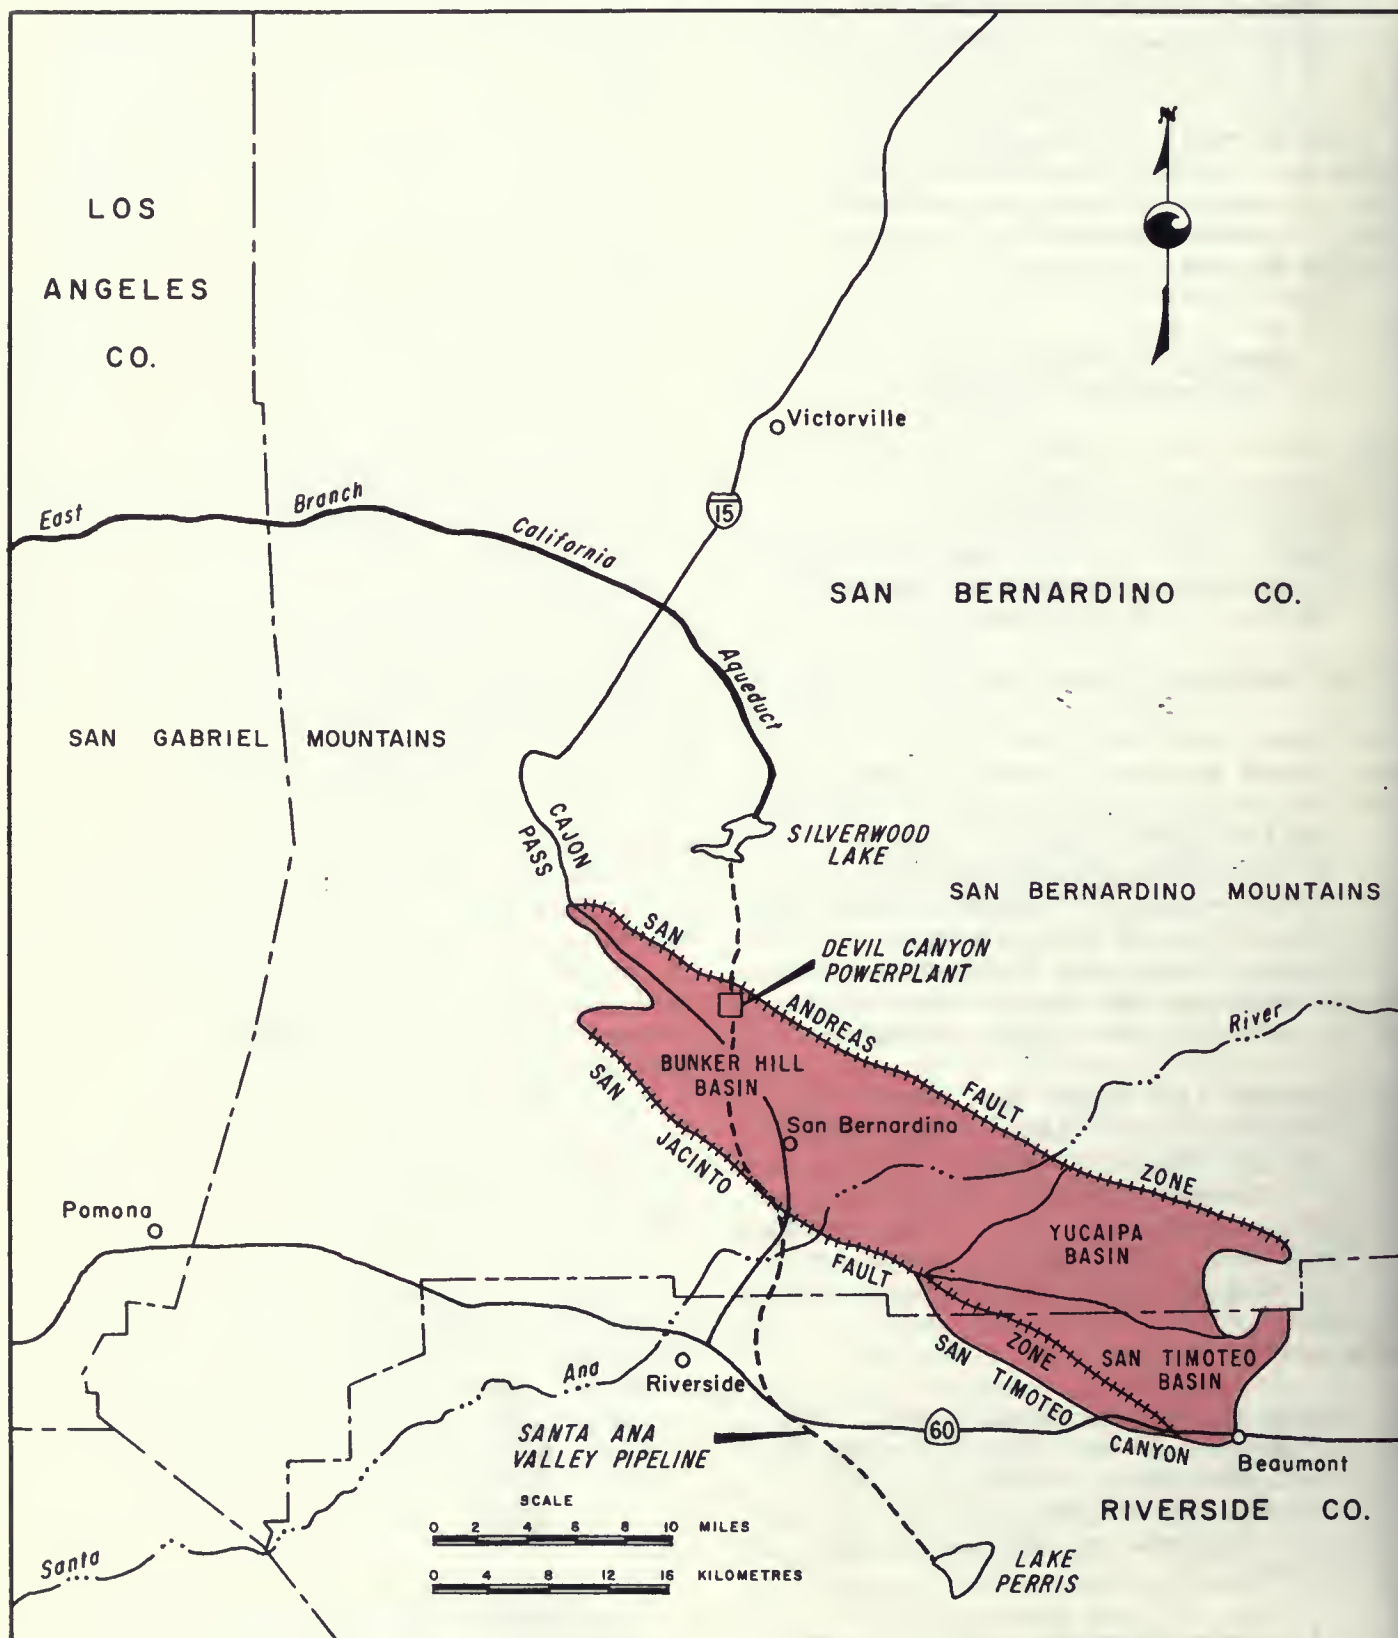 N
LOS
ANGELES
CO.
Victorville
East Branch California Aqueduct
15
SAN BERNARDINO CO.
SAN GABRIEL MOUNTAINS
CAJON
PASS
SILVERWOOD
LAKE
SAN BERNARDINO MOUNTAINS
DEVIL CANYON
POWERPLANT
SAN ANDREAS FAULT ZONE
River
BUNKER HILL
BASIN
San Bernardino
SAN JACINTO FAULT ZONE
Pomona
YUCAIPA
BASIN
SAN TIMOTEO
BASIN
SAN TIMOTEO CANYON
Ana
Riverside
60
SANTA ANA
VALLEY PIPELINE
Beaumont
RIVERSIDE CO.
SCALE
0 2 4 6 8 10 MILES
0 4 8 12 16 KILOMETRES
Santa
LAKE
PERRIS